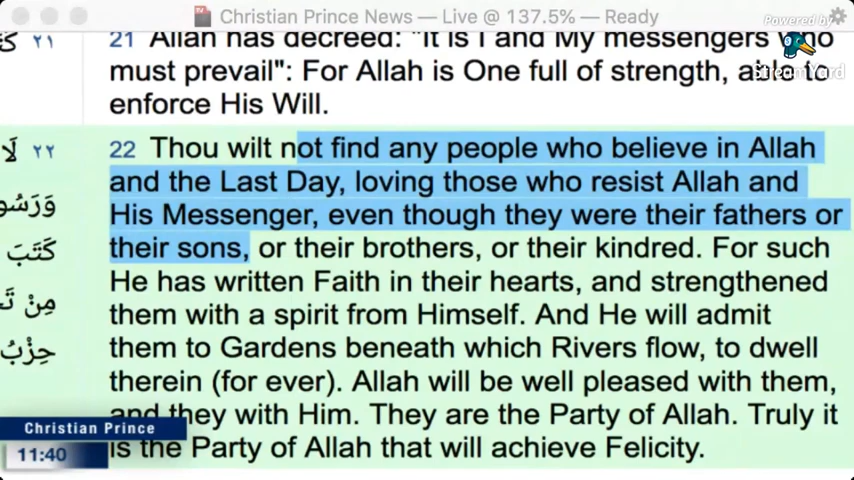 Christian Prince News — Live @ 137.5% — Ready
Powered by
StreamYard
٢١
21 Allah has decreed: "It is I and My messengers who
must prevail": For Allah is One full of strength, able to
enforce His Will.
٢٢ لَا
22 Thou wilt not find any people who believe in Allah
and the Last Day, loving those who resist Allah and
وَرَسُو
His Messenger, even though they were their fathers or
كَتَبَ
their sons, or their brothers, or their kindred. For such
He has written Faith in their hearts, and strengthened
مِنْ تَ
them with a spirit from Himself. And He will admit
حِزْبُ
them to Gardens beneath which Rivers flow, to dwell
therein (for ever). Allah will be well pleased with them,
and they with Him. They are the Party of Allah. Truly it
is the Party of Allah that will achieve Felicity.
Christian Prince
11:40